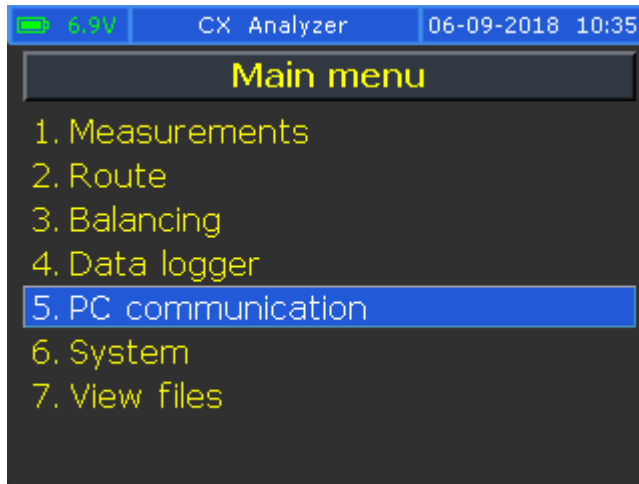 6.9V CX Analyzer 06-09-2018 10:35
Main menu
1. Measurements
2. Route
3. Balancing
4. Data logger
5. PC communication
6. System
7. View files